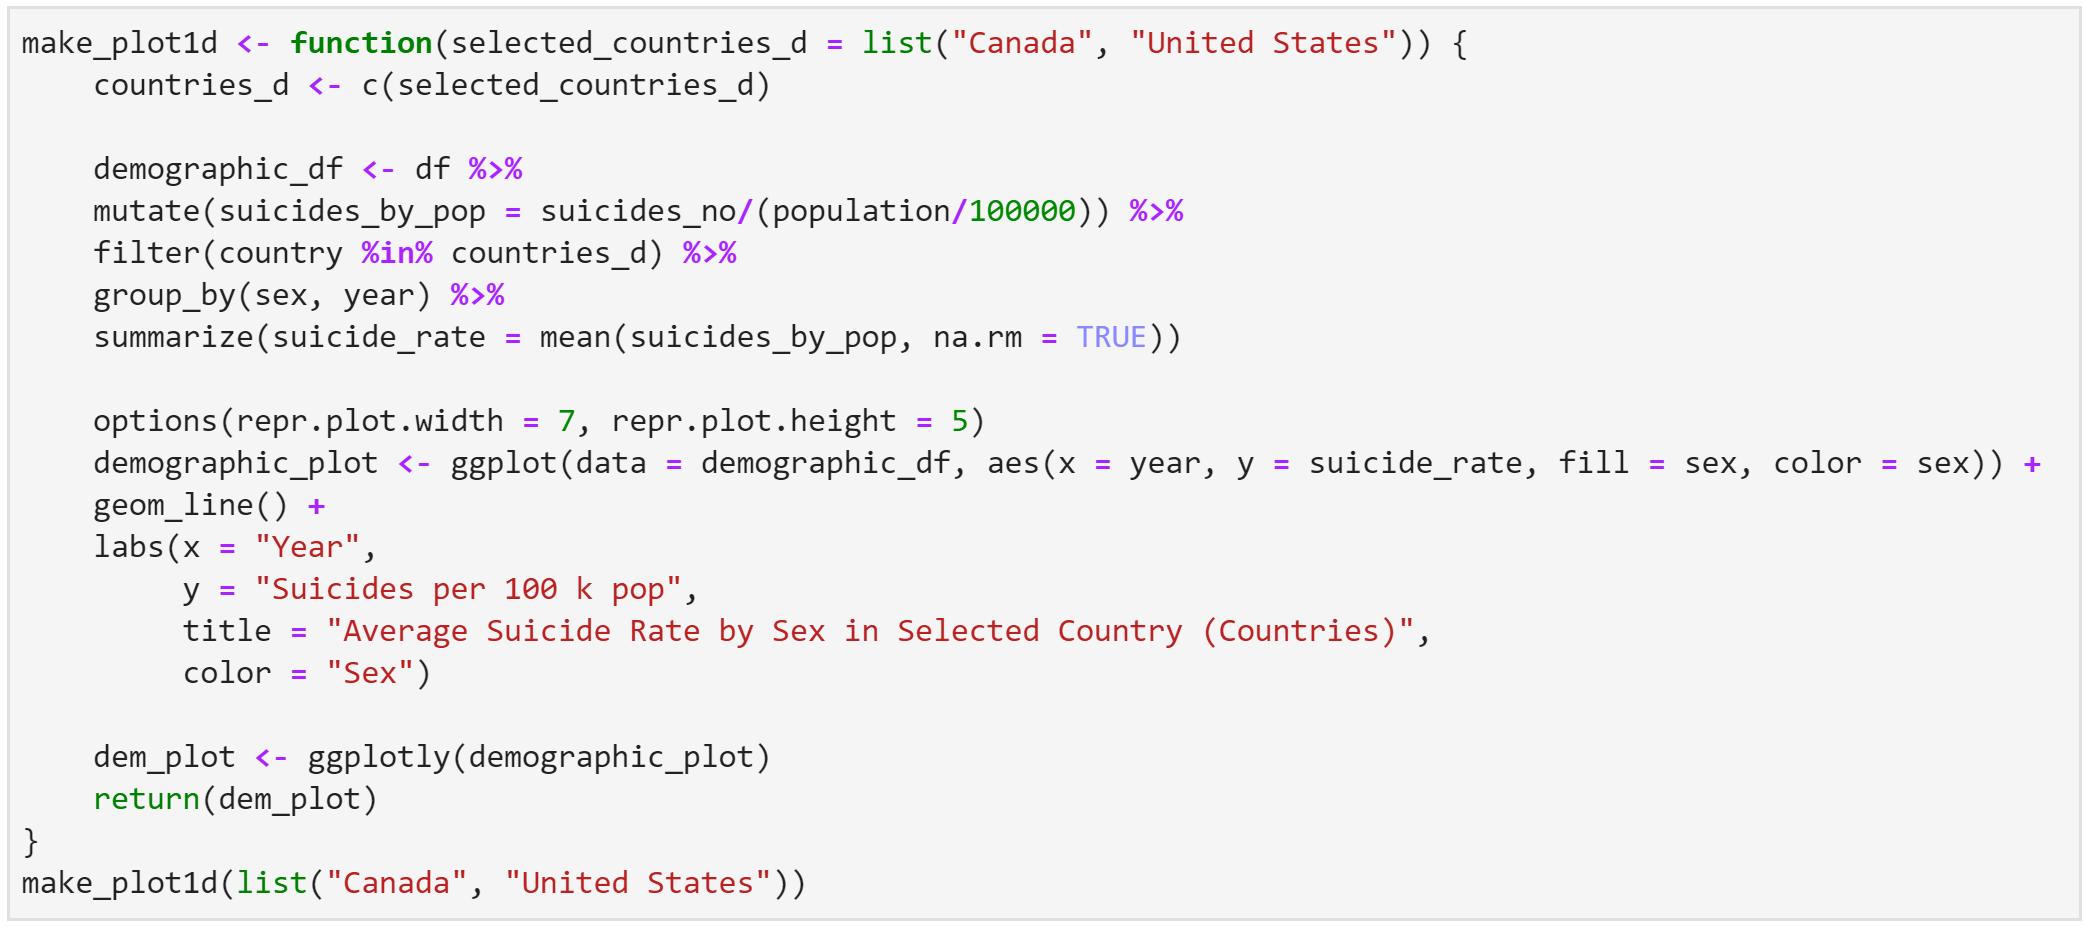 make_plot1d <- function(selected_countries_d = list("Canada", "United States")) {
    countries_d <- c(selected_countries_d)

    demographic_df <- df %>%
    mutate(suicides_by_pop = suicides_no/(population/100000)) %>%
    filter(country %in% countries_d) %>%
    group_by(sex, year) %>%
    summarize(suicide_rate = mean(suicides_by_pop, na.rm = TRUE))

    options(repr.plot.width = 7, repr.plot.height = 5)
    demographic_plot <- ggplot(data = demographic_df, aes(x = year, y = suicide_rate, fill = sex, color = sex)) +
    geom_line() +
    labs(x = "Year",
         y = "Suicides per 100 k pop",
         title = "Average Suicide Rate by Sex in Selected Country (Countries)",
         color = "Sex")

    dem_plot <- ggplotly(demographic_plot)
    return(dem_plot)
}
make_plot1d(list("Canada", "United States"))